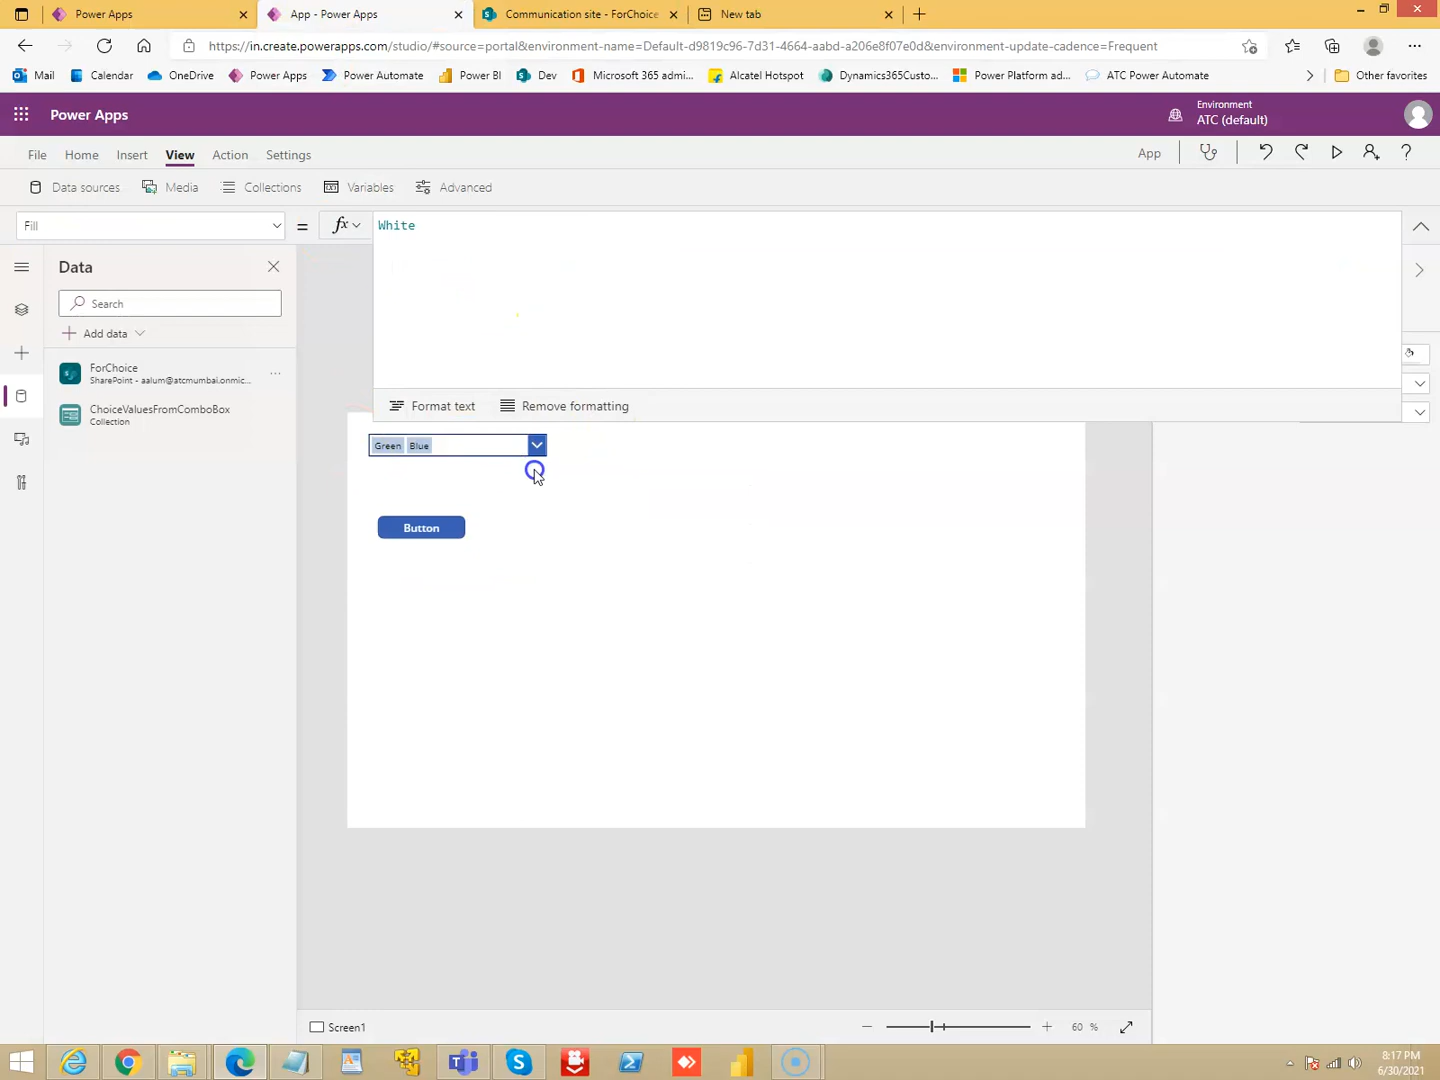 Power Apps
App - Power Apps
Communication site - ForChoice
New tab
https://in.create.powerapps.com/studio/#source=portal&environment-name=Default-d9819c96-7d31-4664-aabd-a206e8f07e0d&environment-update-cadence=Frequent
Mail
Calendar
OneDrive
Power Apps
Power Automate
Power BI
Dev
Microsoft 365 admi...
Alcatel Hotspot
Dynamics365Custo...
Power Platform ad...
ATC Power Automate
Other favorites
Power Apps
Environment
ATC (default)
File
Home
Insert
View
Action
Settings
App
Data sources
Media
Collections
Variables
Advanced
Fill
=
fx
White
Data
Search
Add data
ForChoice
SharePoint - aalum@atcmumbai.onmic...
ChoiceValuesFromComboBox
Collection
Format text
Remove formatting
Green
Blue
Button
Screen1
60 %
8:17 PM
6/30/2021